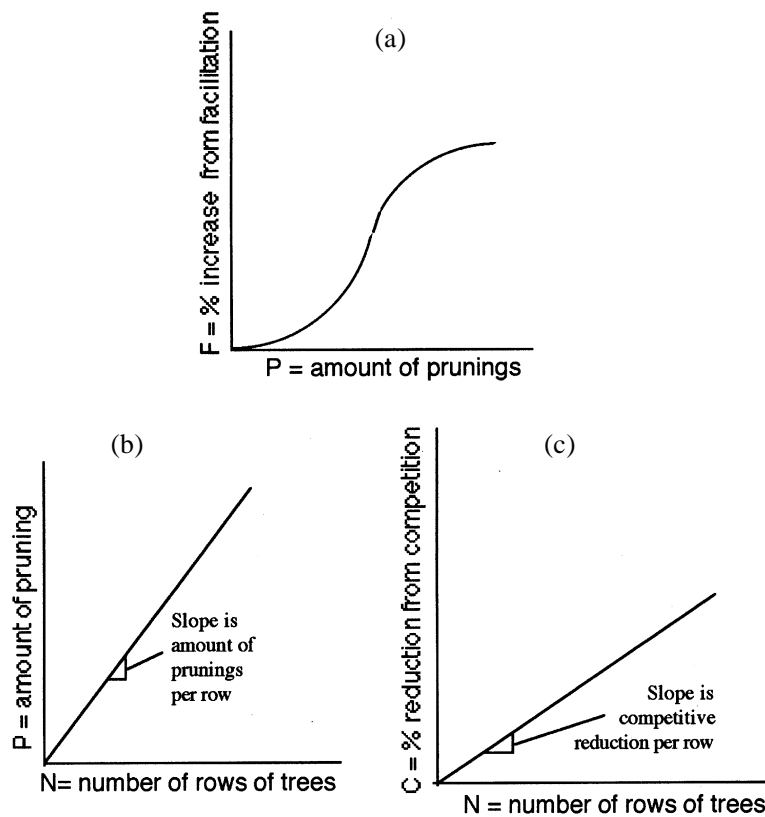 (a)
F = % increase from facilitation
P = amount of prunings
(b)
P = amount of pruning
Slope is
amount of
prunings
per row
N= number of rows of trees
(c)
C = % reduction from competition
Slope is
competitive
reduction per row
N = number of rows of trees